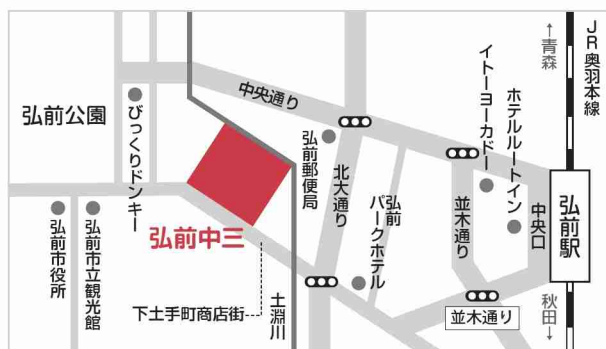 弘前公園
びっくりドンキー
中央通り
弘前郵便局
北大通り
弘前
パークホテル
並木通り
イトーヨーカドー
ホテルルートイン
中央口
弘前駅
↑青森
JR奥羽本線
弘前中三
弘前市役所
弘前市立観光館
下土手町商店街
土淵川
並木通り
秋田↓